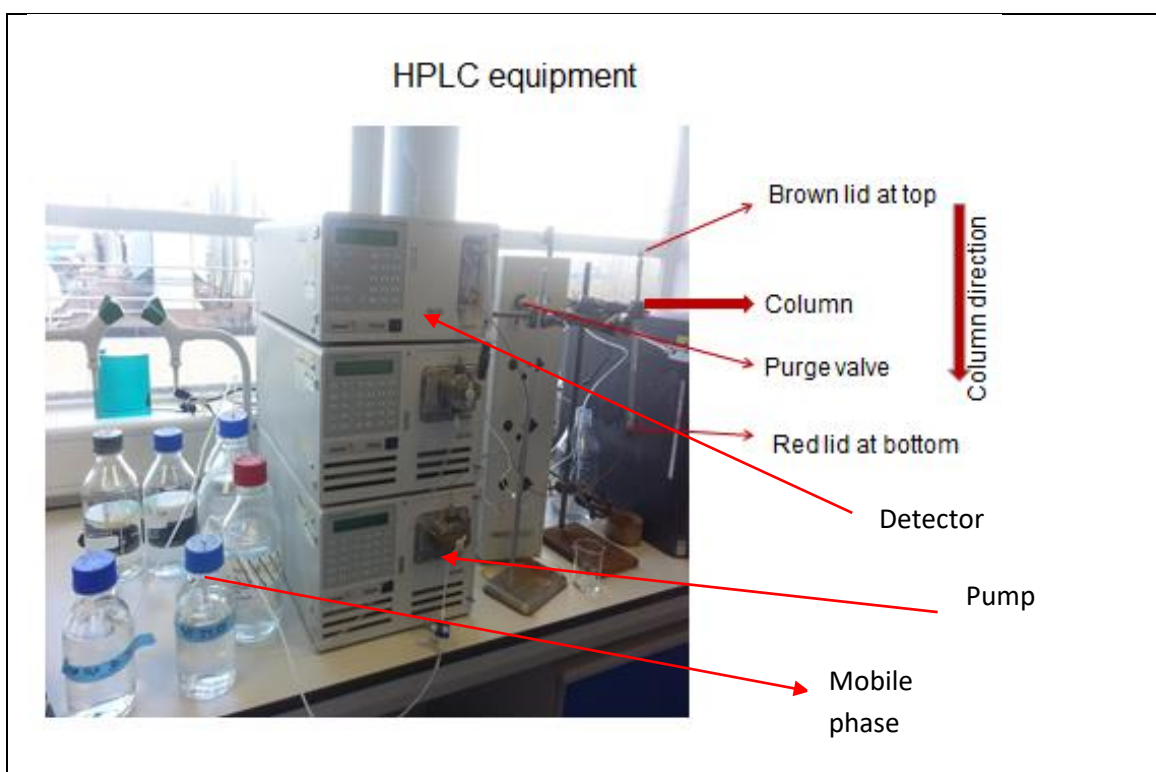 HPLC equipment
Brown lid at top
Column direction
Column
Purge valve
Red lid at bottom
Detector
Pump
Mobile
phase